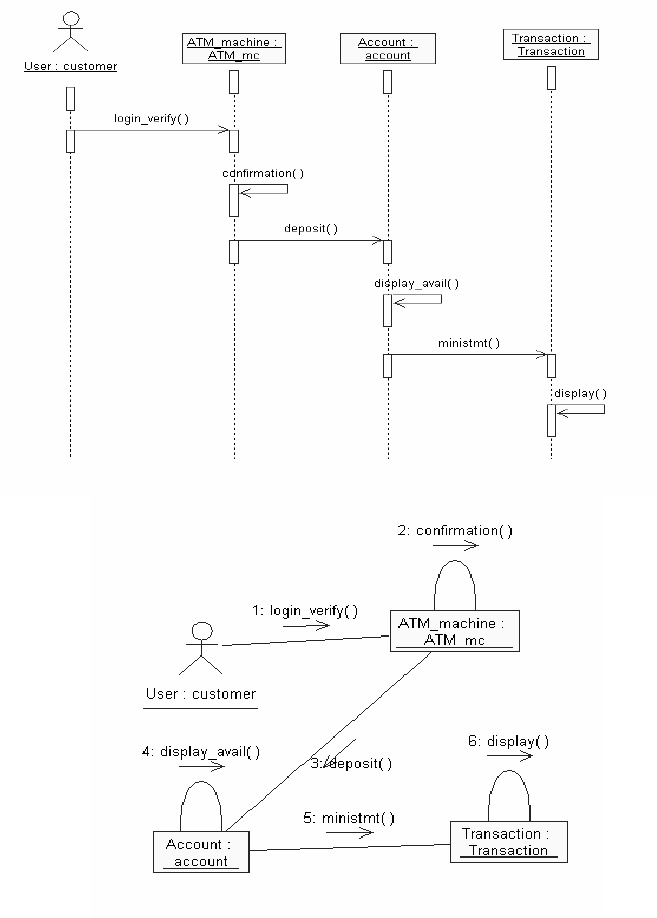 User : customer
ATM_machine :
ATM_mc
Account :
account
Transaction :
Transaction
login_verify( )
confirmation( )
deposit( )
display_avail( )
ministmt( )
display( )
2: confirmation( )
1: login_verify( )
ATM_machine :
ATM_mc
User : customer
4: display_avail( )
3: deposit( )
6: display( )
5: ministmt( )
Account :
account
Transaction :
Transaction